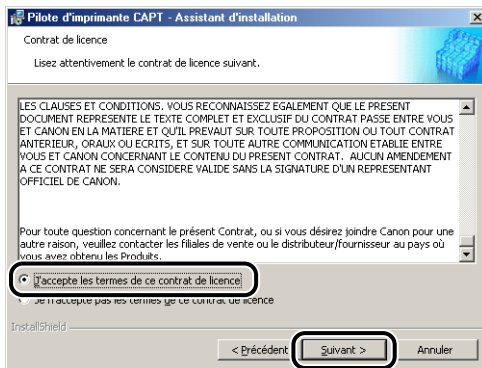 Pilote d'imprimante CAPT - Assistant d'installation
Contrat de licence
Lisez attentivement le contrat de licence suivant.
LES CLAUSES ET CONDITIONS. VOUS RECONNAISSEZ EGALEMENT QUE LE PRESENT
DOCUMENT REPRESENTE LE TEXTE COMPLET ET EXCLUSIF DU CONTRAT PASSE ENTRE VOUS
ET CANON EN LA MATIERE ET QU'IL PREVAUT SUR TOUTE PROPOSITION OU TOUT CONTRAT
ANTERIEUR, ORAUX OU ECRITS, ET SUR TOUTE AUTRE COMMUNICATION ETABLIE ENTRE
VOUS ET CANON CONCERNANT LE CONTENU DU PRESENT CONTRAT. AUCUN AMENDEMENT
A CE CONTRAT NE SERA CONSIDERE VALIDE SANS LA SIGNATURE D'UN REPRESENTANT
OFFICIEL DE CANON.
Pour toute question concernant le présent Contrat, ou si vous désirez joindre Canon pour une
autre raison, veuillez contacter les filiales de vente ou le distributeur/fournisseur au pays où
vous avez obtenu les Produits.
J'accepte les termes de ce contrat de licence
Je n'accepte pas les termes de ce contrat de licence
InstallShield
< Précédent
Suivant >
Annuler